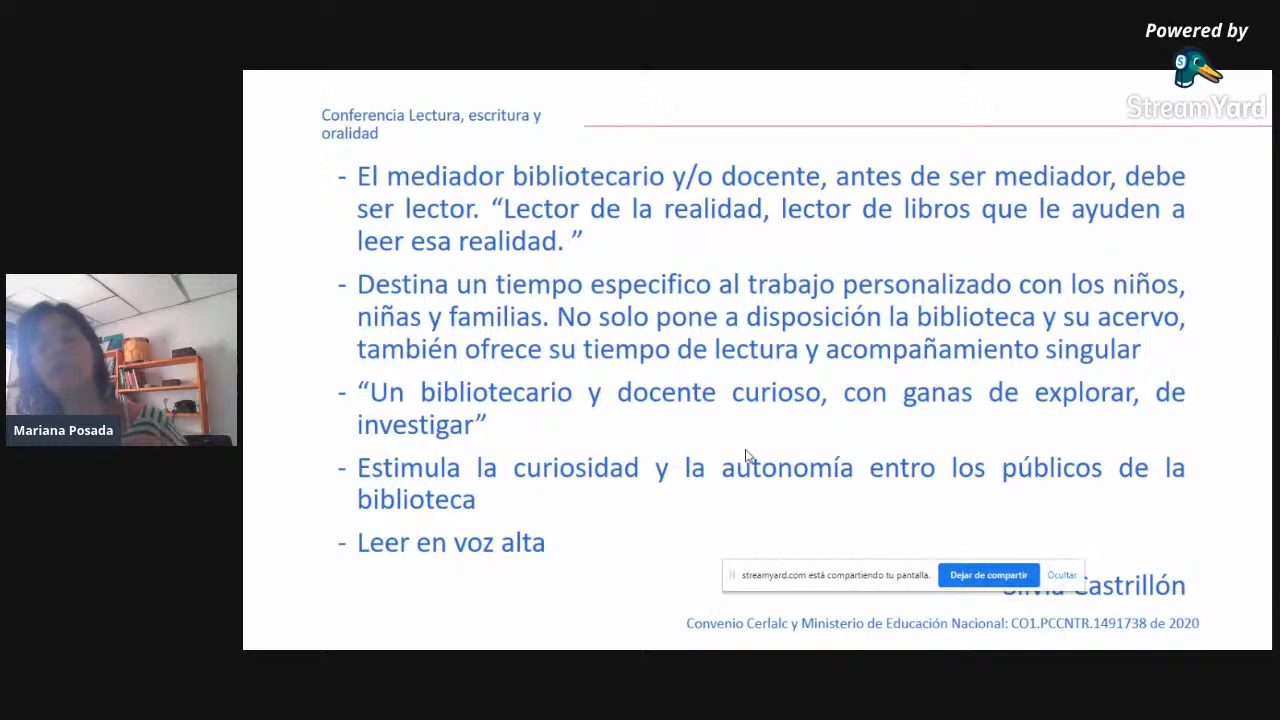 Powered by
StreamYard
Conferencia Lectura, escritura y
oralidad
- El mediador bibliotecario y/o docente, antes de ser mediador, debe
ser lector. “Lector de la realidad, lector de libros que le ayuden a
leer esa realidad. ”
- Destina un tiempo especifico al trabajo personalizado con los niños,
niñas y familias. No solo pone a disposición la biblioteca y su acervo,
también ofrece su tiempo de lectura y acompañamiento singular
- “Un bibliotecario y docente curioso, con ganas de explorar, de
investigar”
- Estimula la curiosidad y la autonomía entro los públicos de la
biblioteca
- Leer en voz alta
Mariana Posada
streamyard.com está compartiendo tu pantalla.
Dejar de compartir
Ocultar
Castrillón
Convenio Cerlalc y Ministerio de Educación Nacional: CO1.PCCNTR.1491738 de 2020